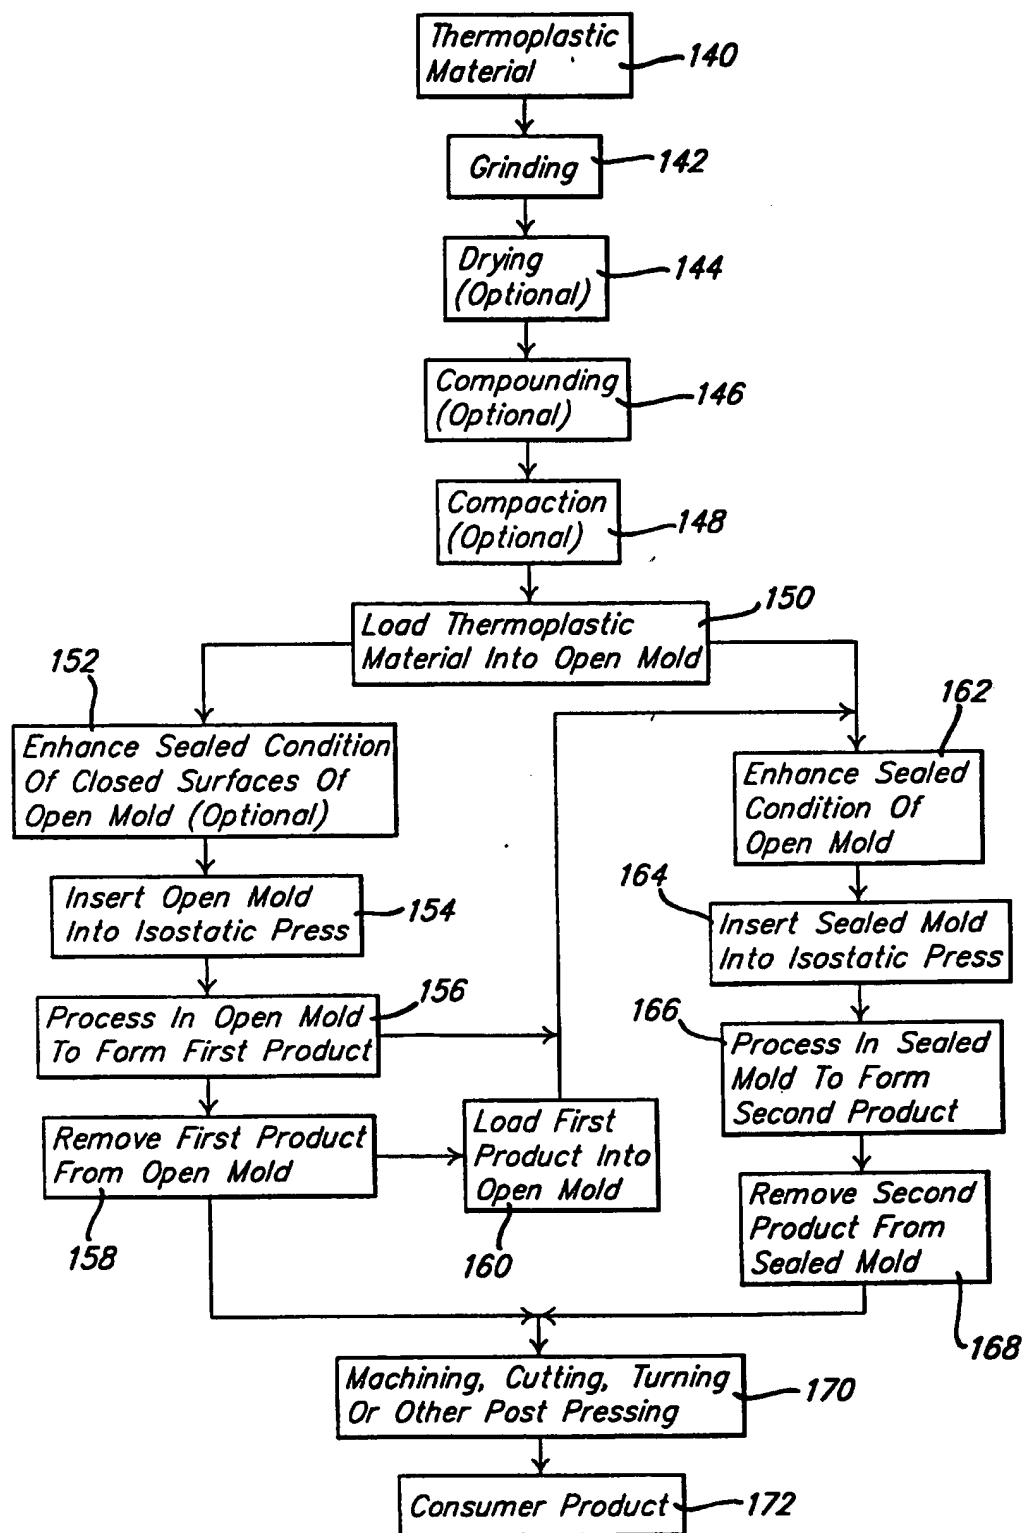 Thermoplastic
Material
140
Grinding
142
Drying
(Optional)
144
Compounding
(Optional)
146
Compaction
(Optional)
148
Load Thermoplastic
Material Into Open Mold
150
152
Enhance Sealed Condition
Of Closed Surfaces Of
Open Mold (Optional)
Insert Open Mold
Into Isostatic Press
154
Process In Open Mold
To Form First Product
156
Remove First Product
From Open Mold
158
Load First
Product Into
Open Mold
160
162
Enhance Sealed
Condition Of
Open Mold
164
Insert Sealed Mold
Into Isostatic Press
166
Process In Sealed
Mold To Form
Second Product
Remove Second
Product From
Sealed Mold
168
Machining, Cutting, Turning
Or Other Post Pressing
170
Consumer Product
172